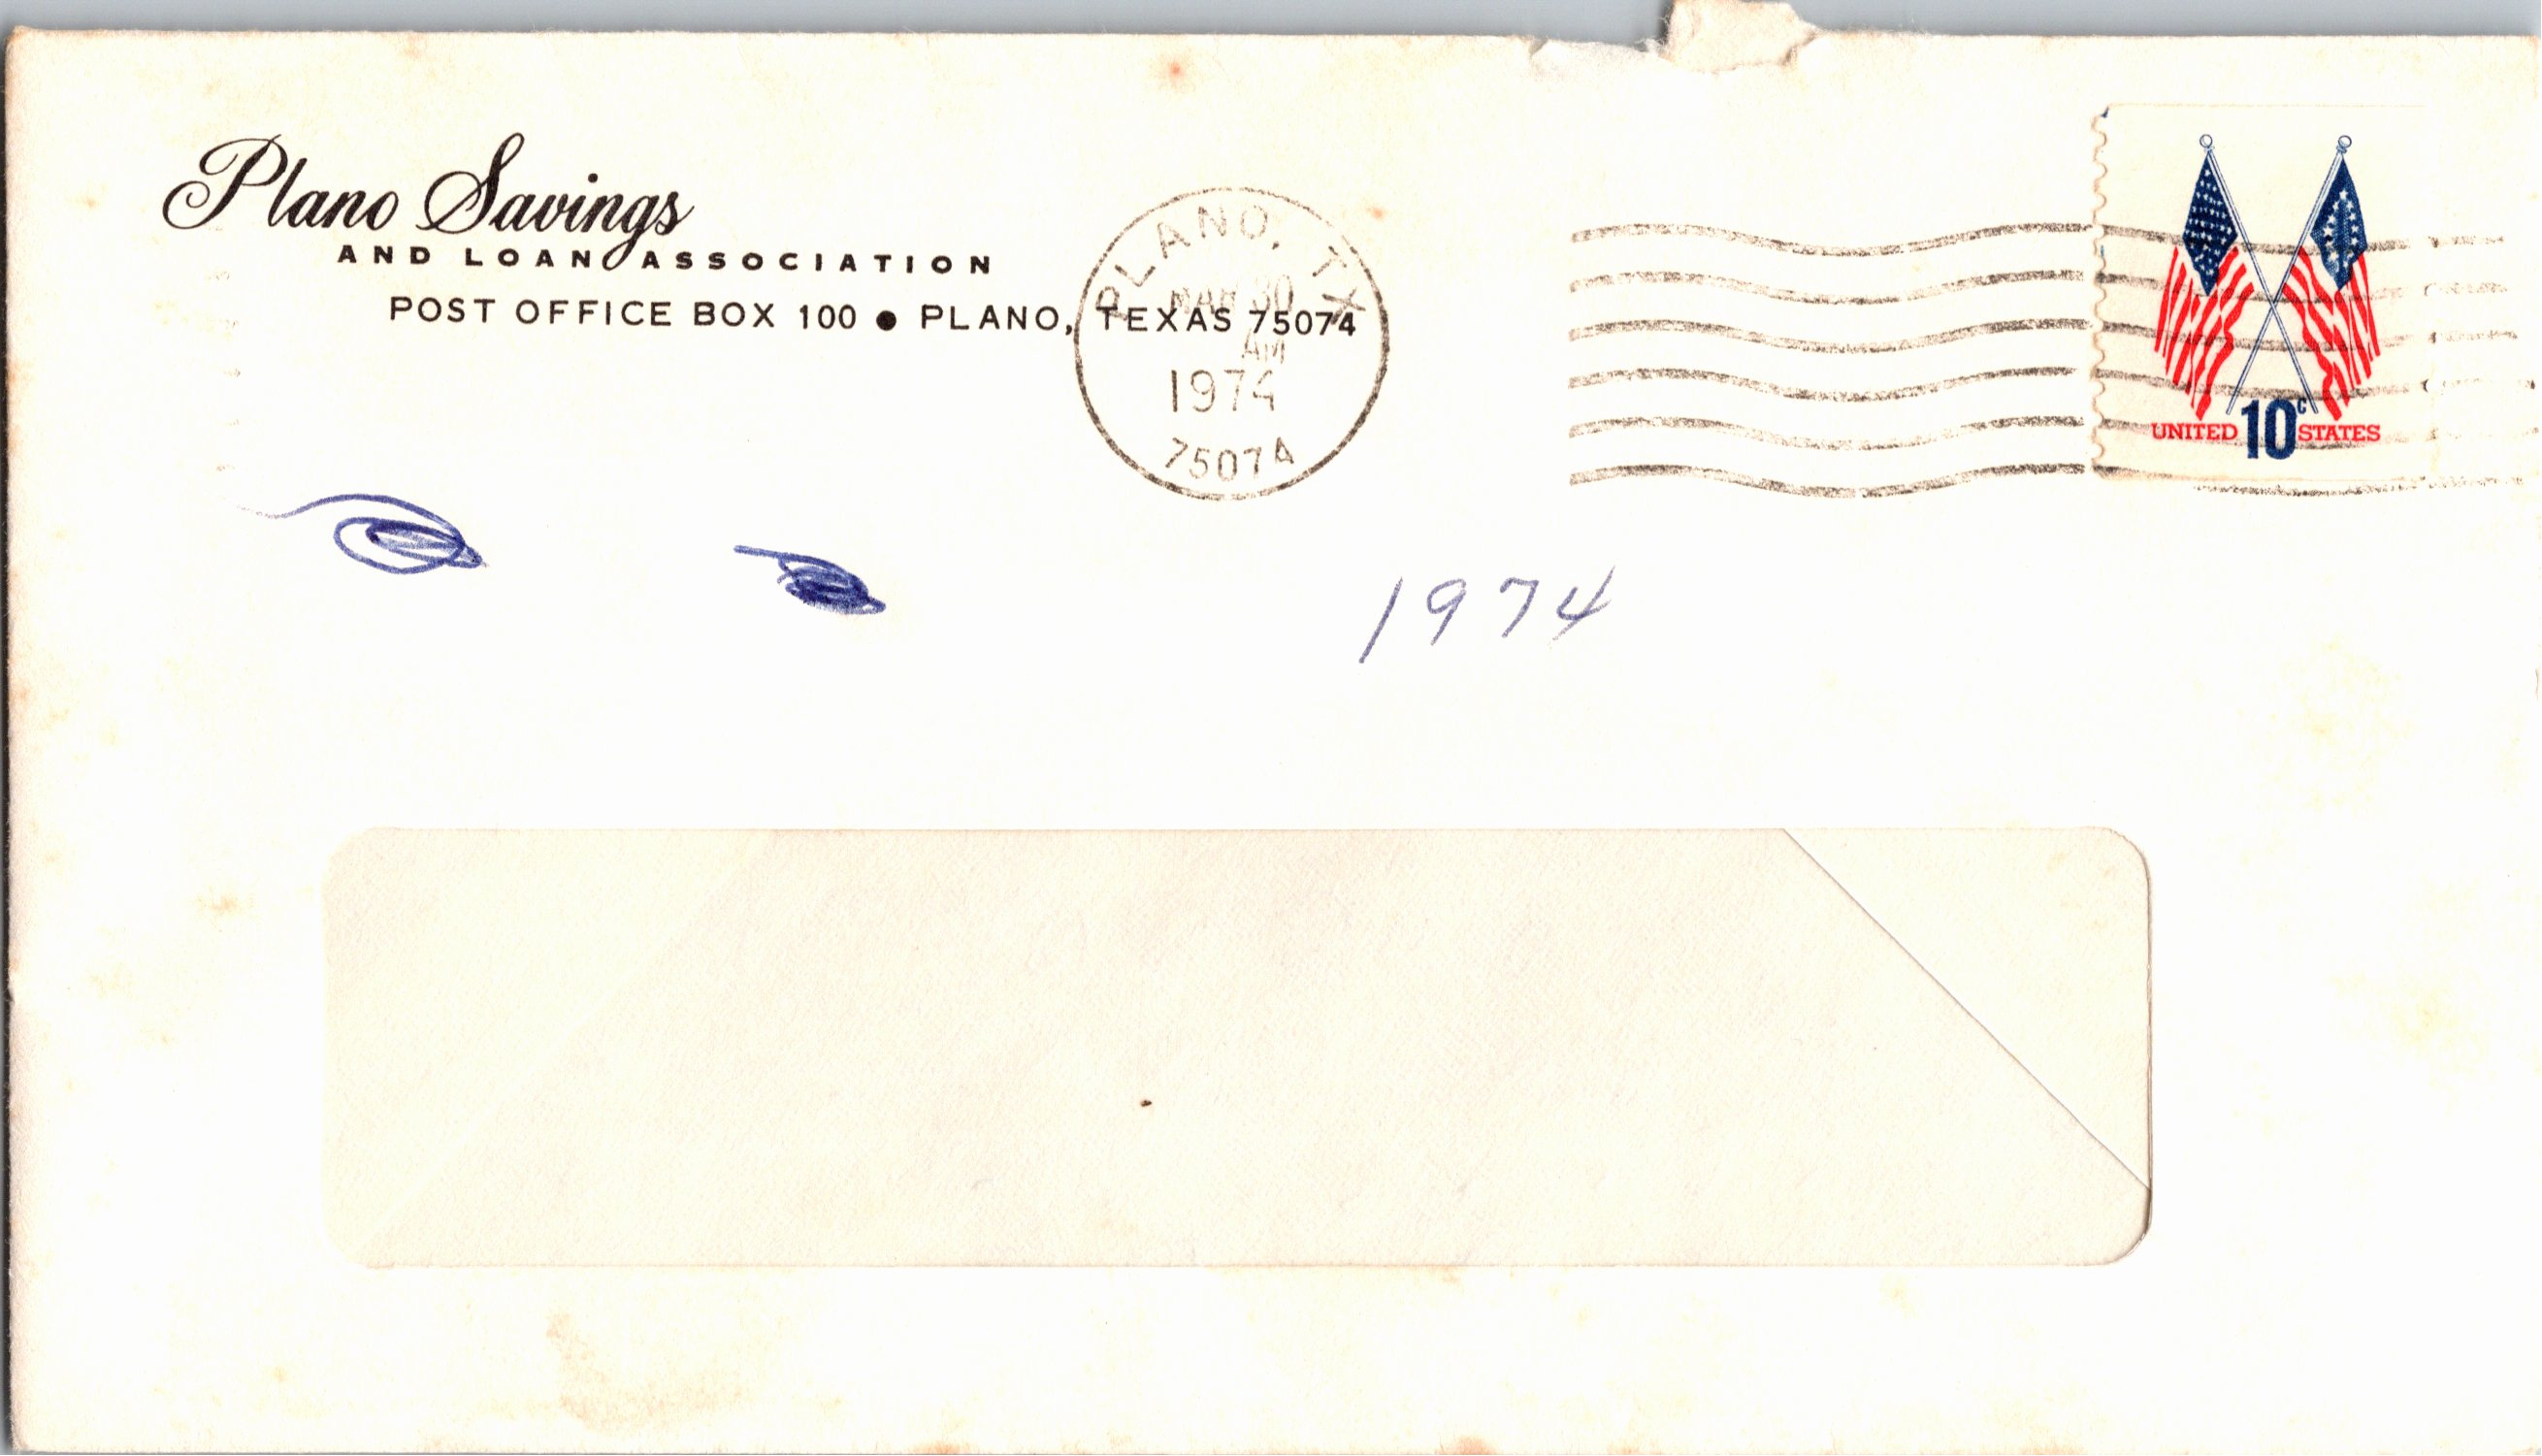 Plano Savings
AND LOAN ASSOCIATION
POST OFFICE BOX 100 ● PLANO, TEXAS 75074
PLANO, TX
MAR 30
AM
1974
75074
UNITED 10c STATES
1974